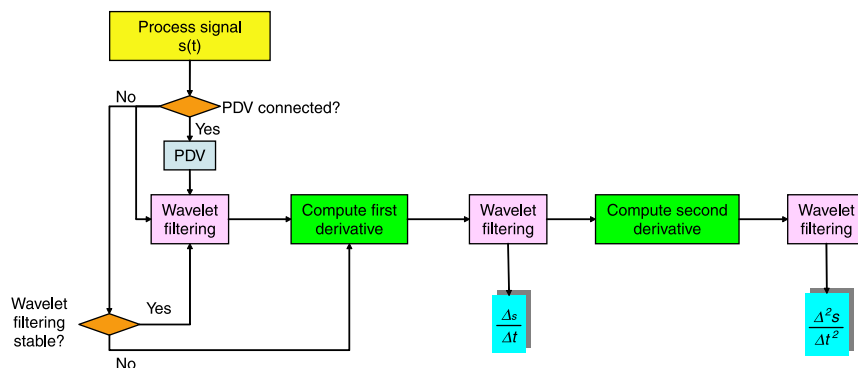 Process signal
s(t)
No
PDV connected?
Yes
PDV
Wavelet
filtering
Compute first
derivative
Wavelet
filtering
Compute second
derivative
Wavelet
filtering
Wavelet
filtering
stable?
Yes
No
Δs
Δt
Δ²s
Δt²